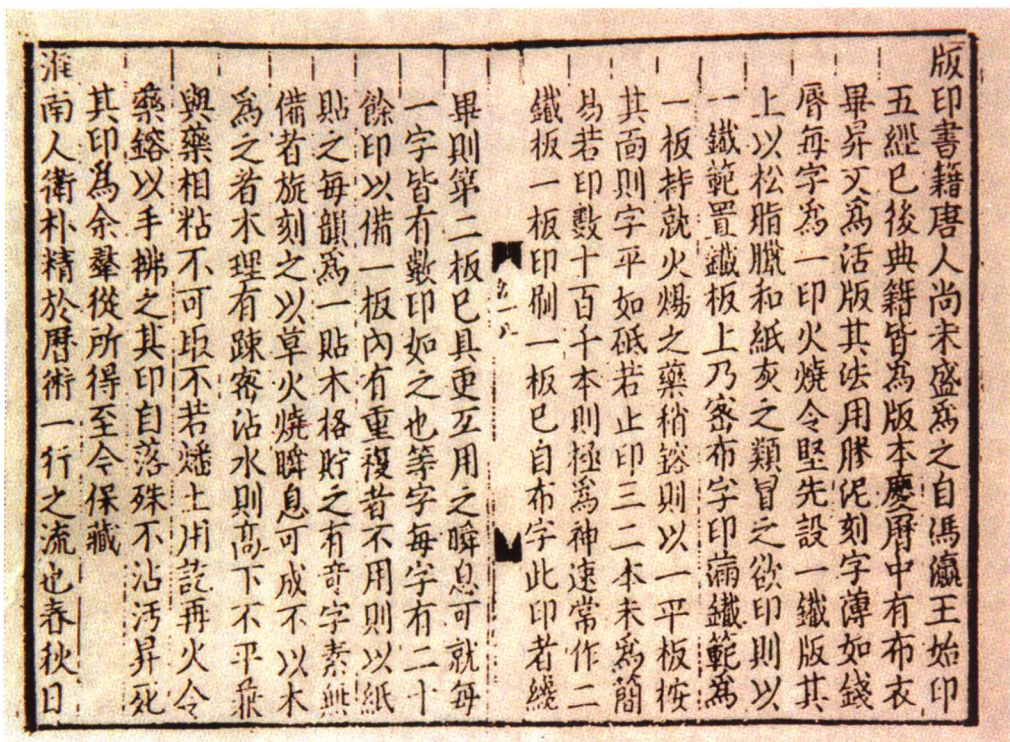 版印書籍唐人尚未盛爲之自馮瀛王始印
五經已後典籍皆爲版本慶曆中有布衣
畢昇又爲活版其法用膠泥刻字薄如錢
脣每字爲一印火燒令堅先設一鐵版其
上以松脂臘和紙灰之類冒之欲印則以
一鐵範置鐵板上乃密布字印滿鐵範爲
一板持就火煬之藥稍鎔則以一平板按
其面則字平如砥若止印三二本未爲簡
易若印數十百千本則極爲神速常作二
鐵板一板印刷一板已自布字此印者纔
畢則第二板已具更互用之瞬息可就每
一字皆有數印如之也等字每字有二十
餘印以備一板內有重複者不用則以紙
貼之每韻爲一貼木格貯之有奇字素無
備者旋刻之以草火燒瞬息可成不以木
爲之者木理有踈密沾水則高下不平兼
與藥相粘不可取不若燔土用訖再火令
藥鎔以手拂之其印自落殊不沾汚昇死
其印爲余羣從所得至今保藏
淮南人衛朴精於曆術一行之流也春秋日